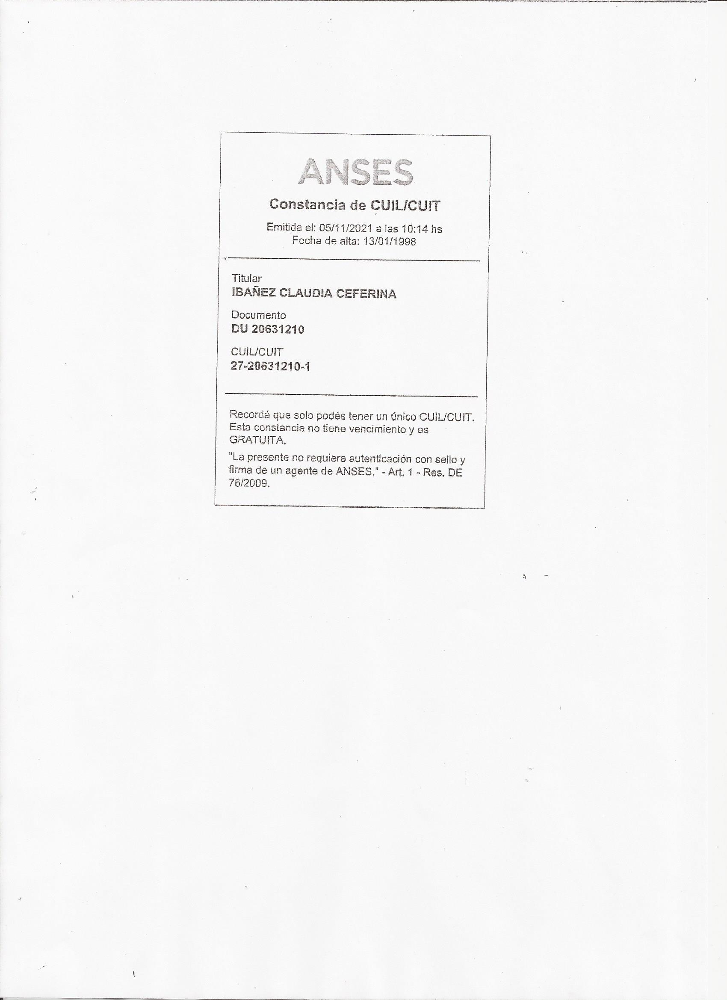 ANSES
Constancia de CUIL/CUIT
Emitida el: 05/11/2021 a las 10:14 hs
Fecha de alta: 13/01/1998
Titular
IBAÑEZ CLAUDIA CEFERINA
Documento
DU 20631210
CUIL/CUIT
27-20631210-1
Recordá que solo podés tener un único CUIL/CUIT.
Esta constancia no tiene vencimiento y es
GRATUITA.
"La presente no requiere autenticación con sello y
firma de un agente de ANSES." - Art. 1 - Res. DE
76/2009.